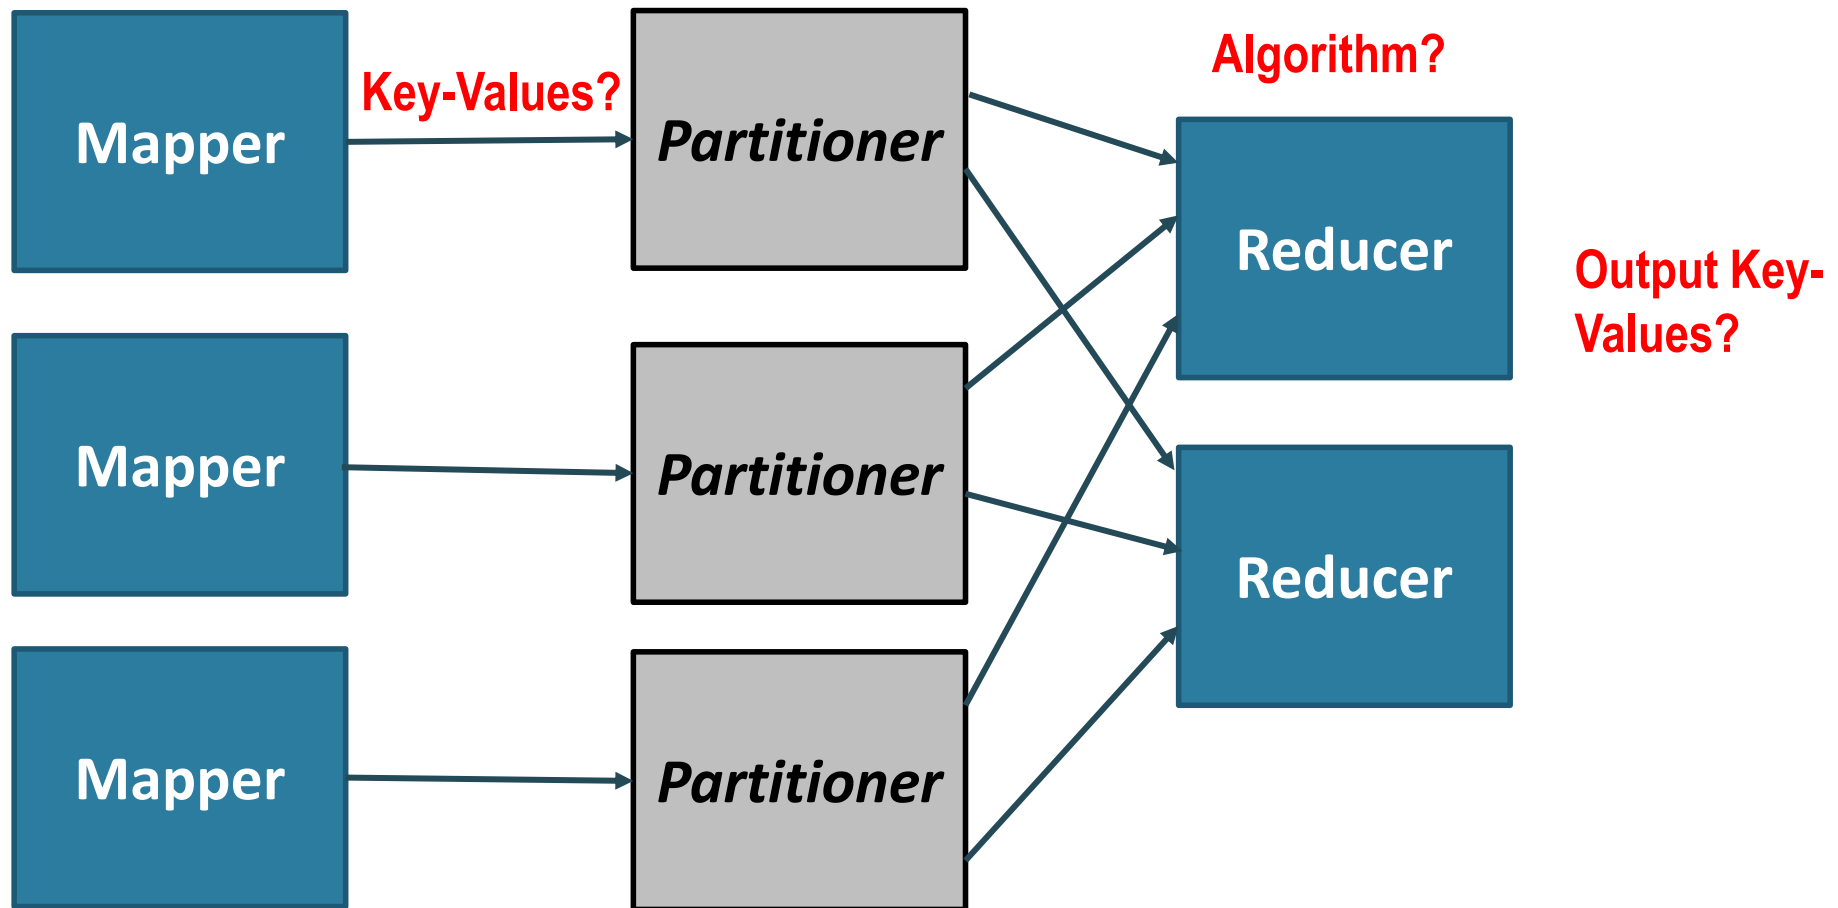 Mapper
Key-Values?
Partitioner
Algorithm?
Reducer
Output Key-
Values?
Mapper
Partitioner
Reducer
Mapper
Partitioner